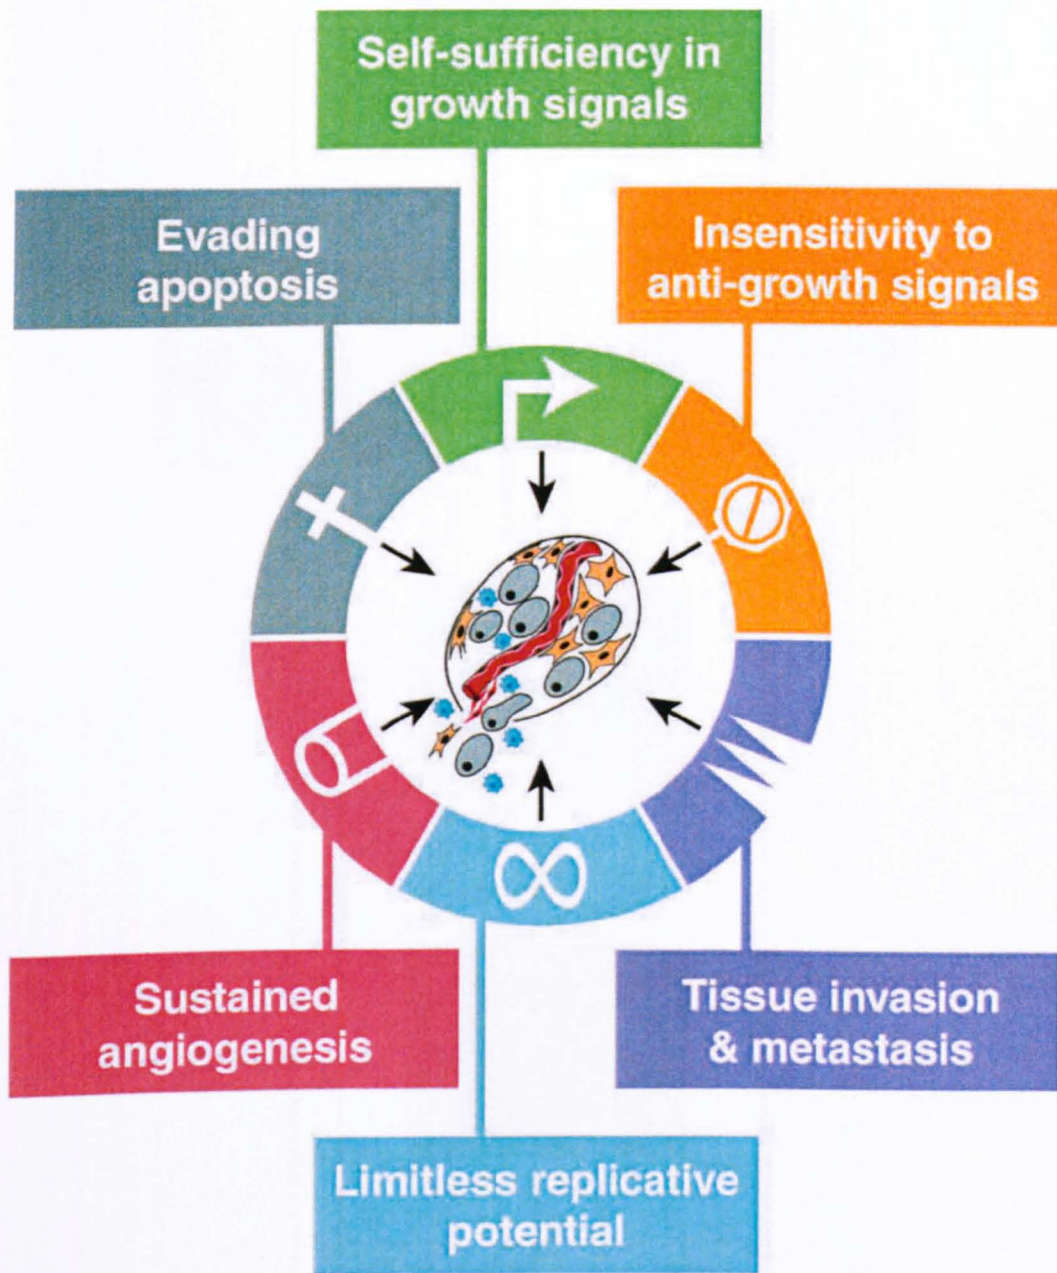 Self-sufficiency in
growth signals
Evading
apoptosis
Insensitivity to
anti-growth signals
Sustained
angiogenesis
Tissue invasion
& metastasis
Limitless replicative
potential